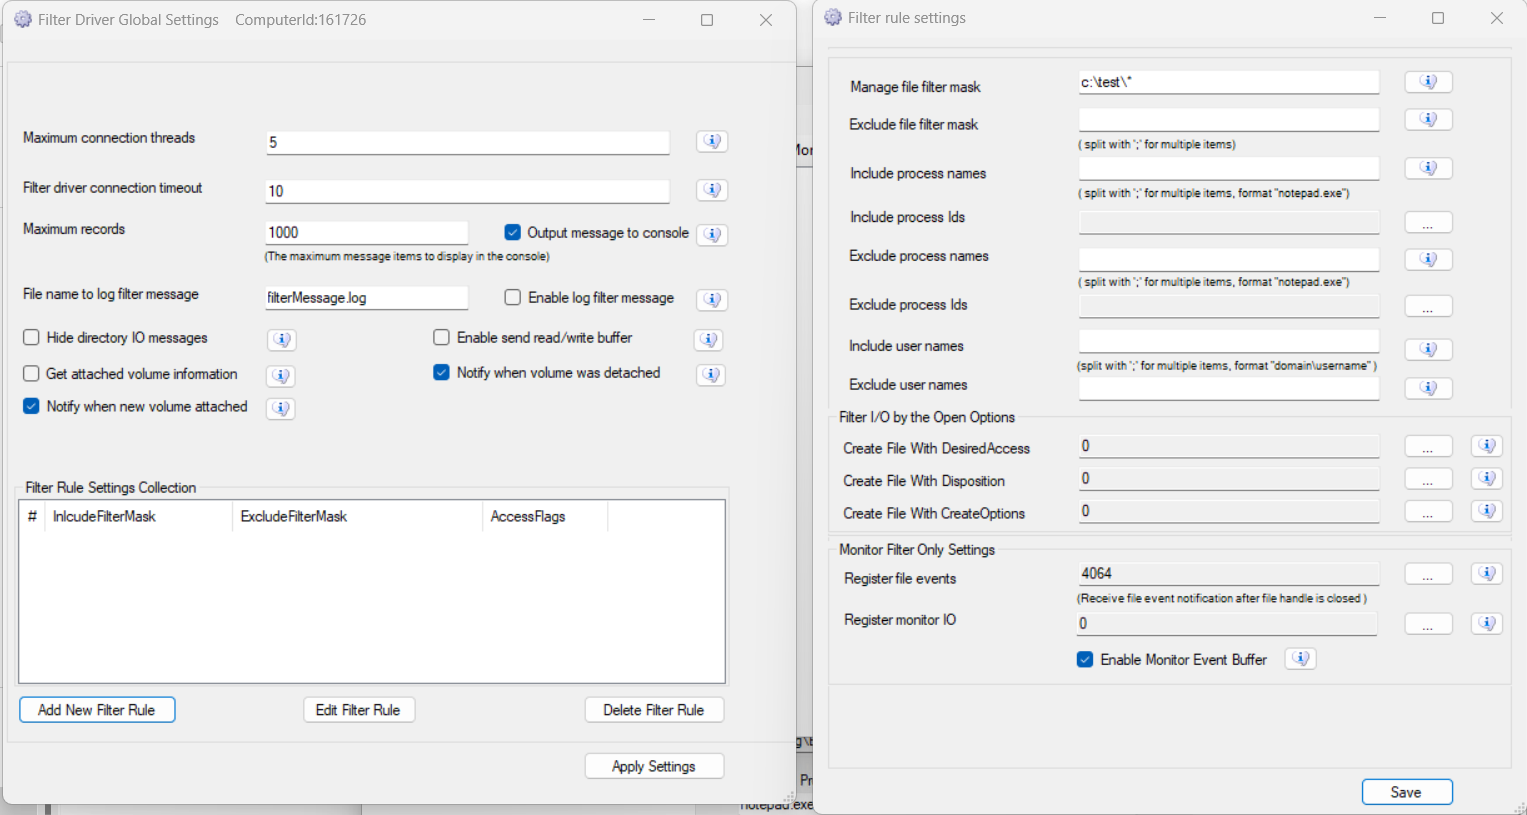 Filter Driver Global Settings ComputerId:161726
Maximum connection threads 5
Filter driver connection timeout 10
Maximum records 1000 Output message to console
(The maximum message items to display in the console)
File name to log filter message filterMessage.log Enable log filter message
Hide directory IO messages Enable send read/write buffer
Get attached volume information Notify when volume was detached
Notify when new volume attached
Filter Rule Settings Collection
# InlcudeFilterMask ExcludeFilterMask AccessFlags
Add New Filter Rule Edit Filter Rule Delete Filter Rule
Apply Settings
notepad.exe
Filter rule settings
Manage file filter mask c:\test\*
Exclude file filter mask
( split with ';' for multiple items)
Include process names
( split with ';' for multiple items, format "notepad.exe")
Include process Ids ...
Exclude process names
( split with ';' for multiple items, format "notepad.exe")
Exclude process Ids ...
Include user names
(split with ';' for multiple items, format "domain\username" )
Exclude user names
Filter I/O by the Open Options
Create File With DesiredAccess 0 ...
Create File With Disposition 0 ...
Create File With CreateOptions 0 ...
Monitor Filter Only Settings
Register file events 4064 ...
(Receive file event notification after file handle is closed )
Register monitor IO 0 ...
Enable Monitor Event Buffer
Save